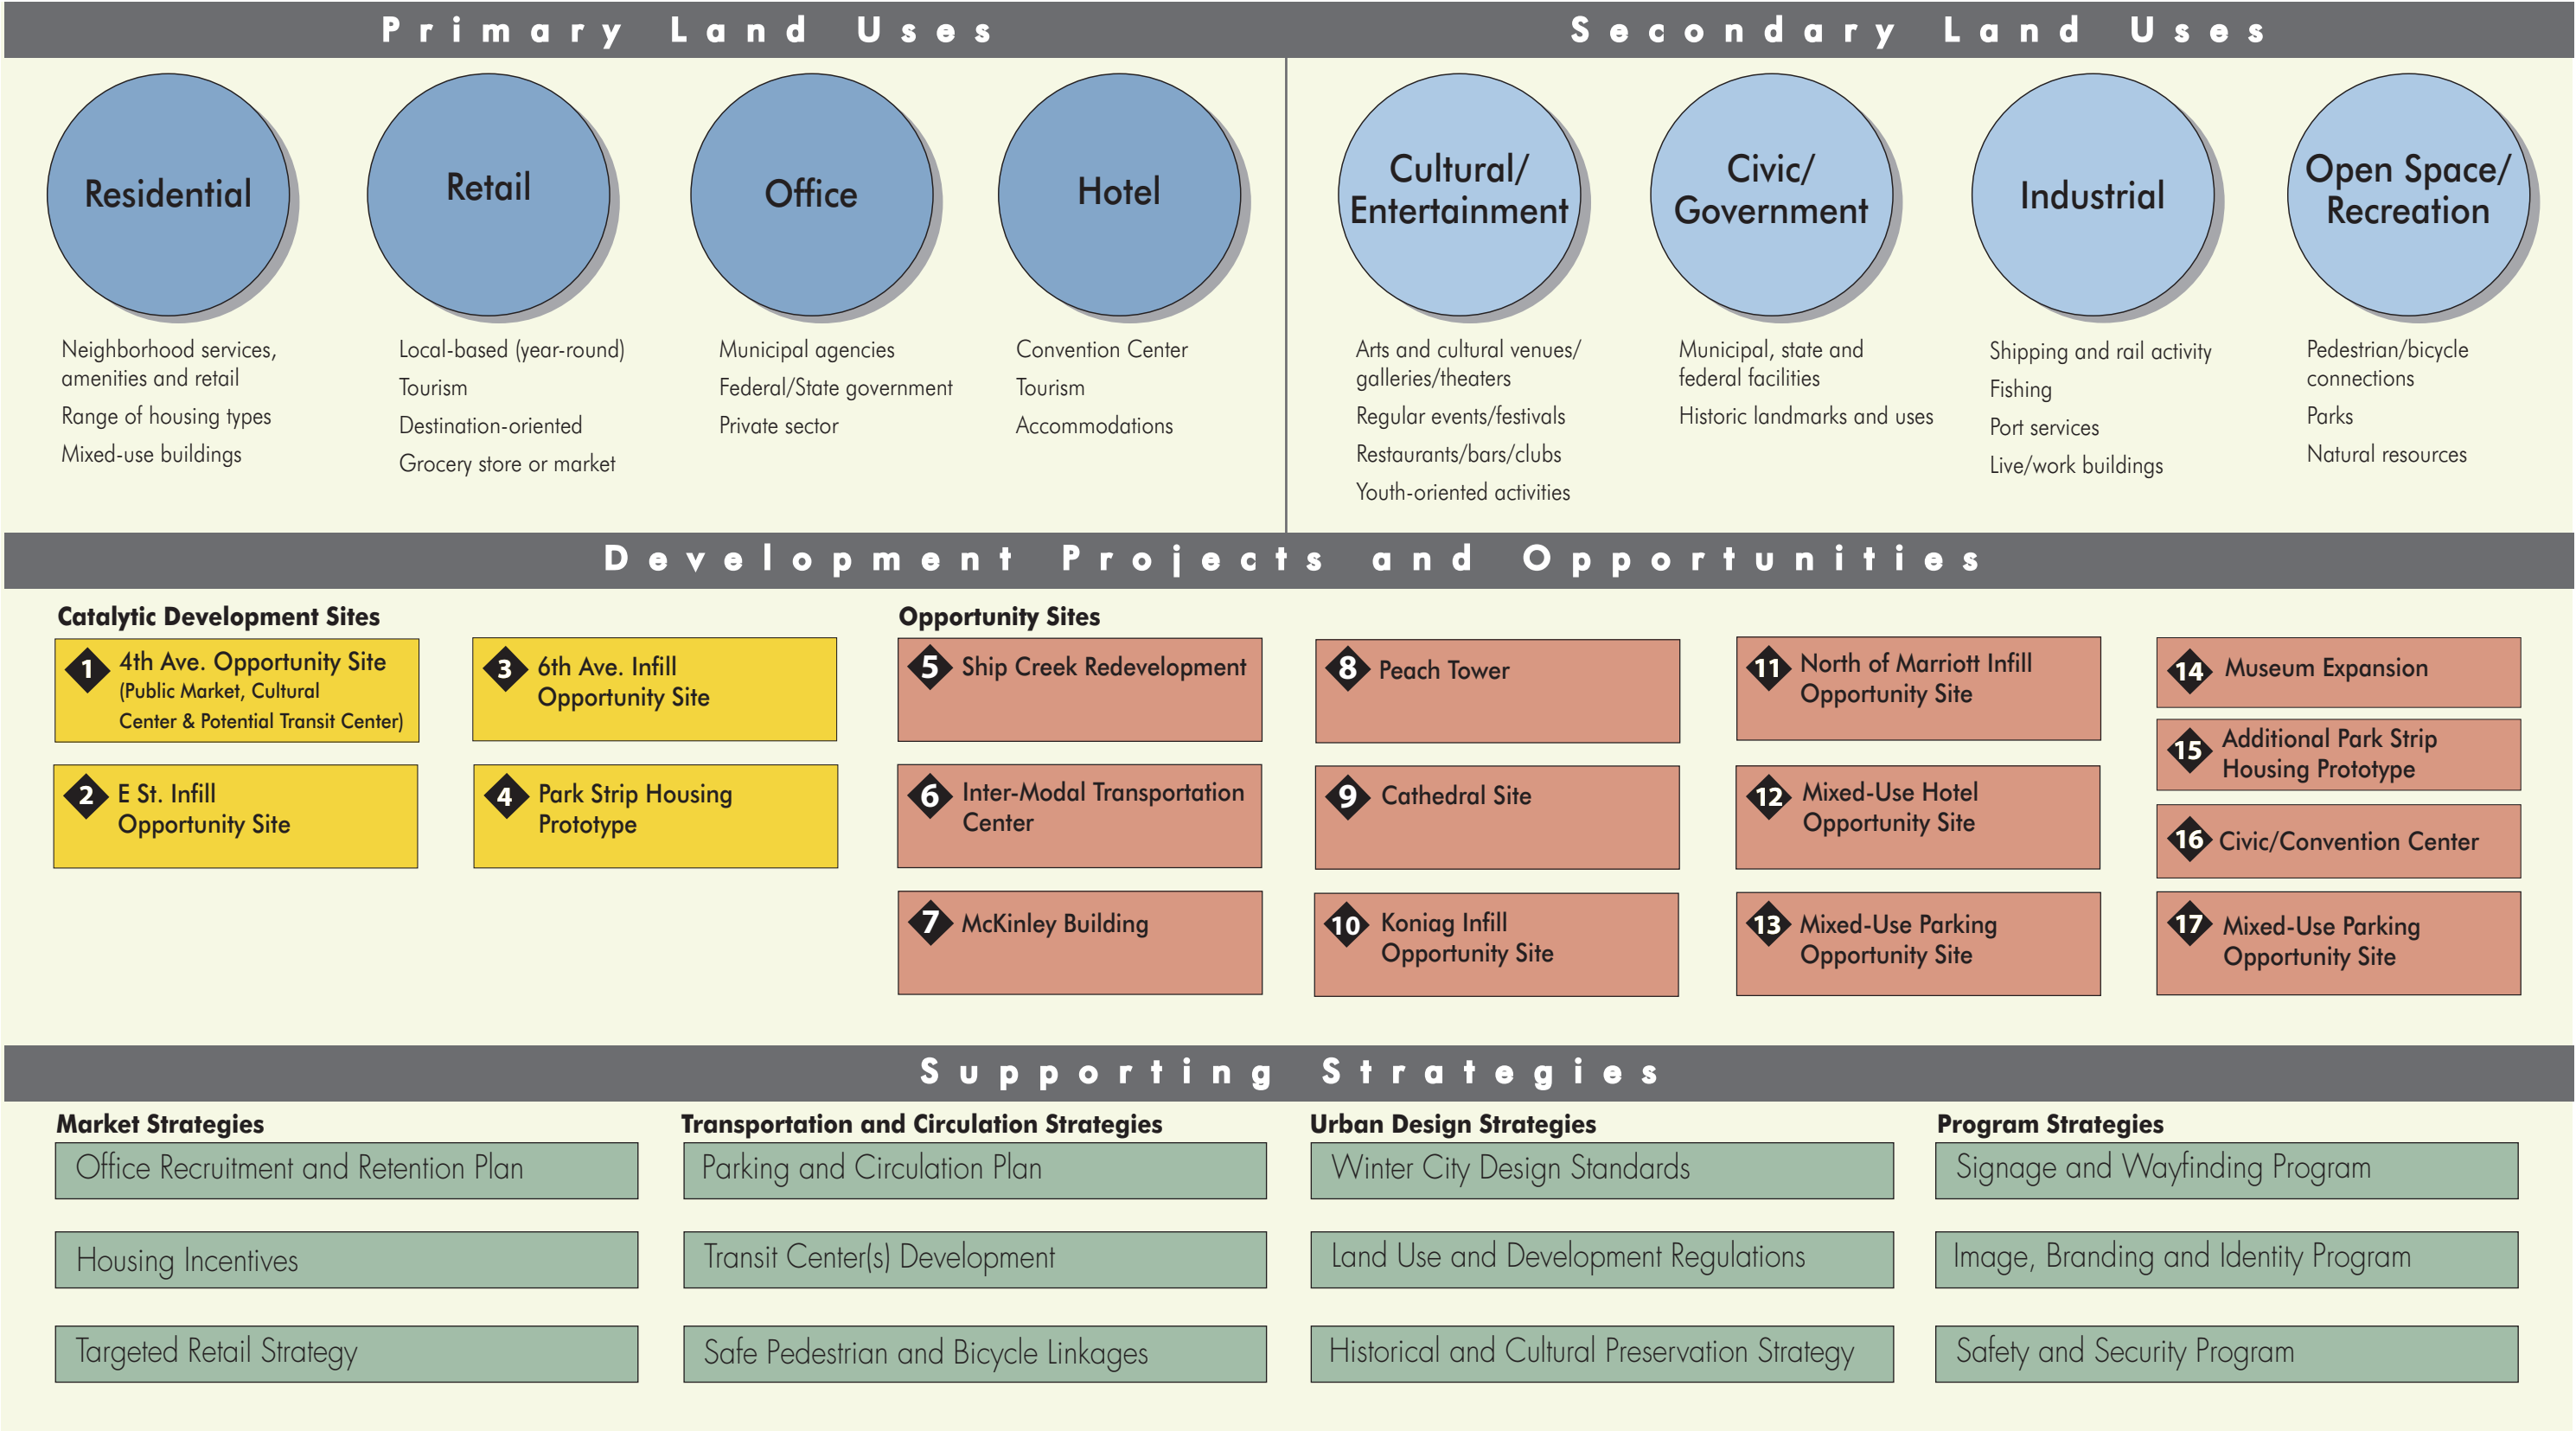 Primary Land Uses
Secondary Land Uses
Residential
Retail
Office
Hotel
Cultural/
Entertainment
Civic/
Government
Industrial
Open Space/
Recreation
Neighborhood services,
amenities and retail
Range of housing types
Mixed-use buildings
Local-based (year-round)
Tourism
Destination-oriented
Grocery store or market
Municipal agencies
Federal/State government
Private sector
Convention Center
Tourism
Accommodations
Arts and cultural venues/
galleries/theaters
Regular events/festivals
Restaurants/bars/clubs
Youth-oriented activities
Municipal, state and
federal facilities
Historic landmarks and uses
Shipping and rail activity
Fishing
Port services
Live/work buildings
Pedestrian/bicycle
connections
Parks
Natural resources
Development Projects and Opportunities
Catalytic Development Sites
1 4th Ave. Opportunity Site
(Public Market, Cultural
Center & Potential Transit Center)
2 E St. Infill
Opportunity Site
3 6th Ave. Infill
Opportunity Site
4 Park Strip Housing
Prototype
Opportunity Sites
5 Ship Creek Redevelopment
6 Inter-Modal Transportation
Center
7 McKinley Building
8 Peach Tower
9 Cathedral Site
10 Koniag Infill
Opportunity Site
11 North of Marriott Infill
Opportunity Site
12 Mixed-Use Hotel
Opportunity Site
13 Mixed-Use Parking
Opportunity Site
14 Museum Expansion
15 Additional Park Strip
Housing Prototype
16 Civic/Convention Center
17 Mixed-Use Parking
Opportunity Site
Supporting Strategies
Market Strategies
Office Recruitment and Retention Plan
Housing Incentives
Targeted Retail Strategy
Transportation and Circulation Strategies
Parking and Circulation Plan
Transit Center(s) Development
Safe Pedestrian and Bicycle Linkages
Urban Design Strategies
Winter City Design Standards
Land Use and Development Regulations
Historical and Cultural Preservation Strategy
Program Strategies
Signage and Wayfinding Program
Image, Branding and Identity Program
Safety and Security Program